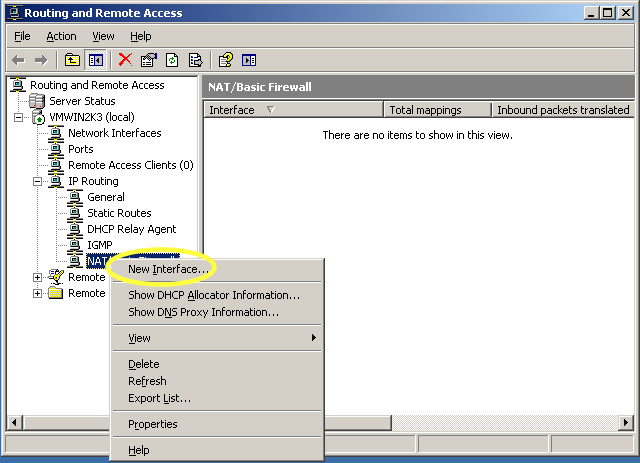 Routing and Remote Access
File Action View Help
Routing and Remote Access
Server Status
VMWIN2K3 (local)
Network Interfaces
Ports
Remote Access Clients (0)
IP Routing
General
Static Routes
DHCP Relay Agent
IGMP
NAT
Remote
Remote
NAT/Basic Firewall
Interface Total mappings Inbound packets translated
There are no items to show in this view.
New Interface...
Show DHCP Allocator Information...
Show DNS Proxy Information...
View
Delete
Refresh
Export List...
Properties
Help